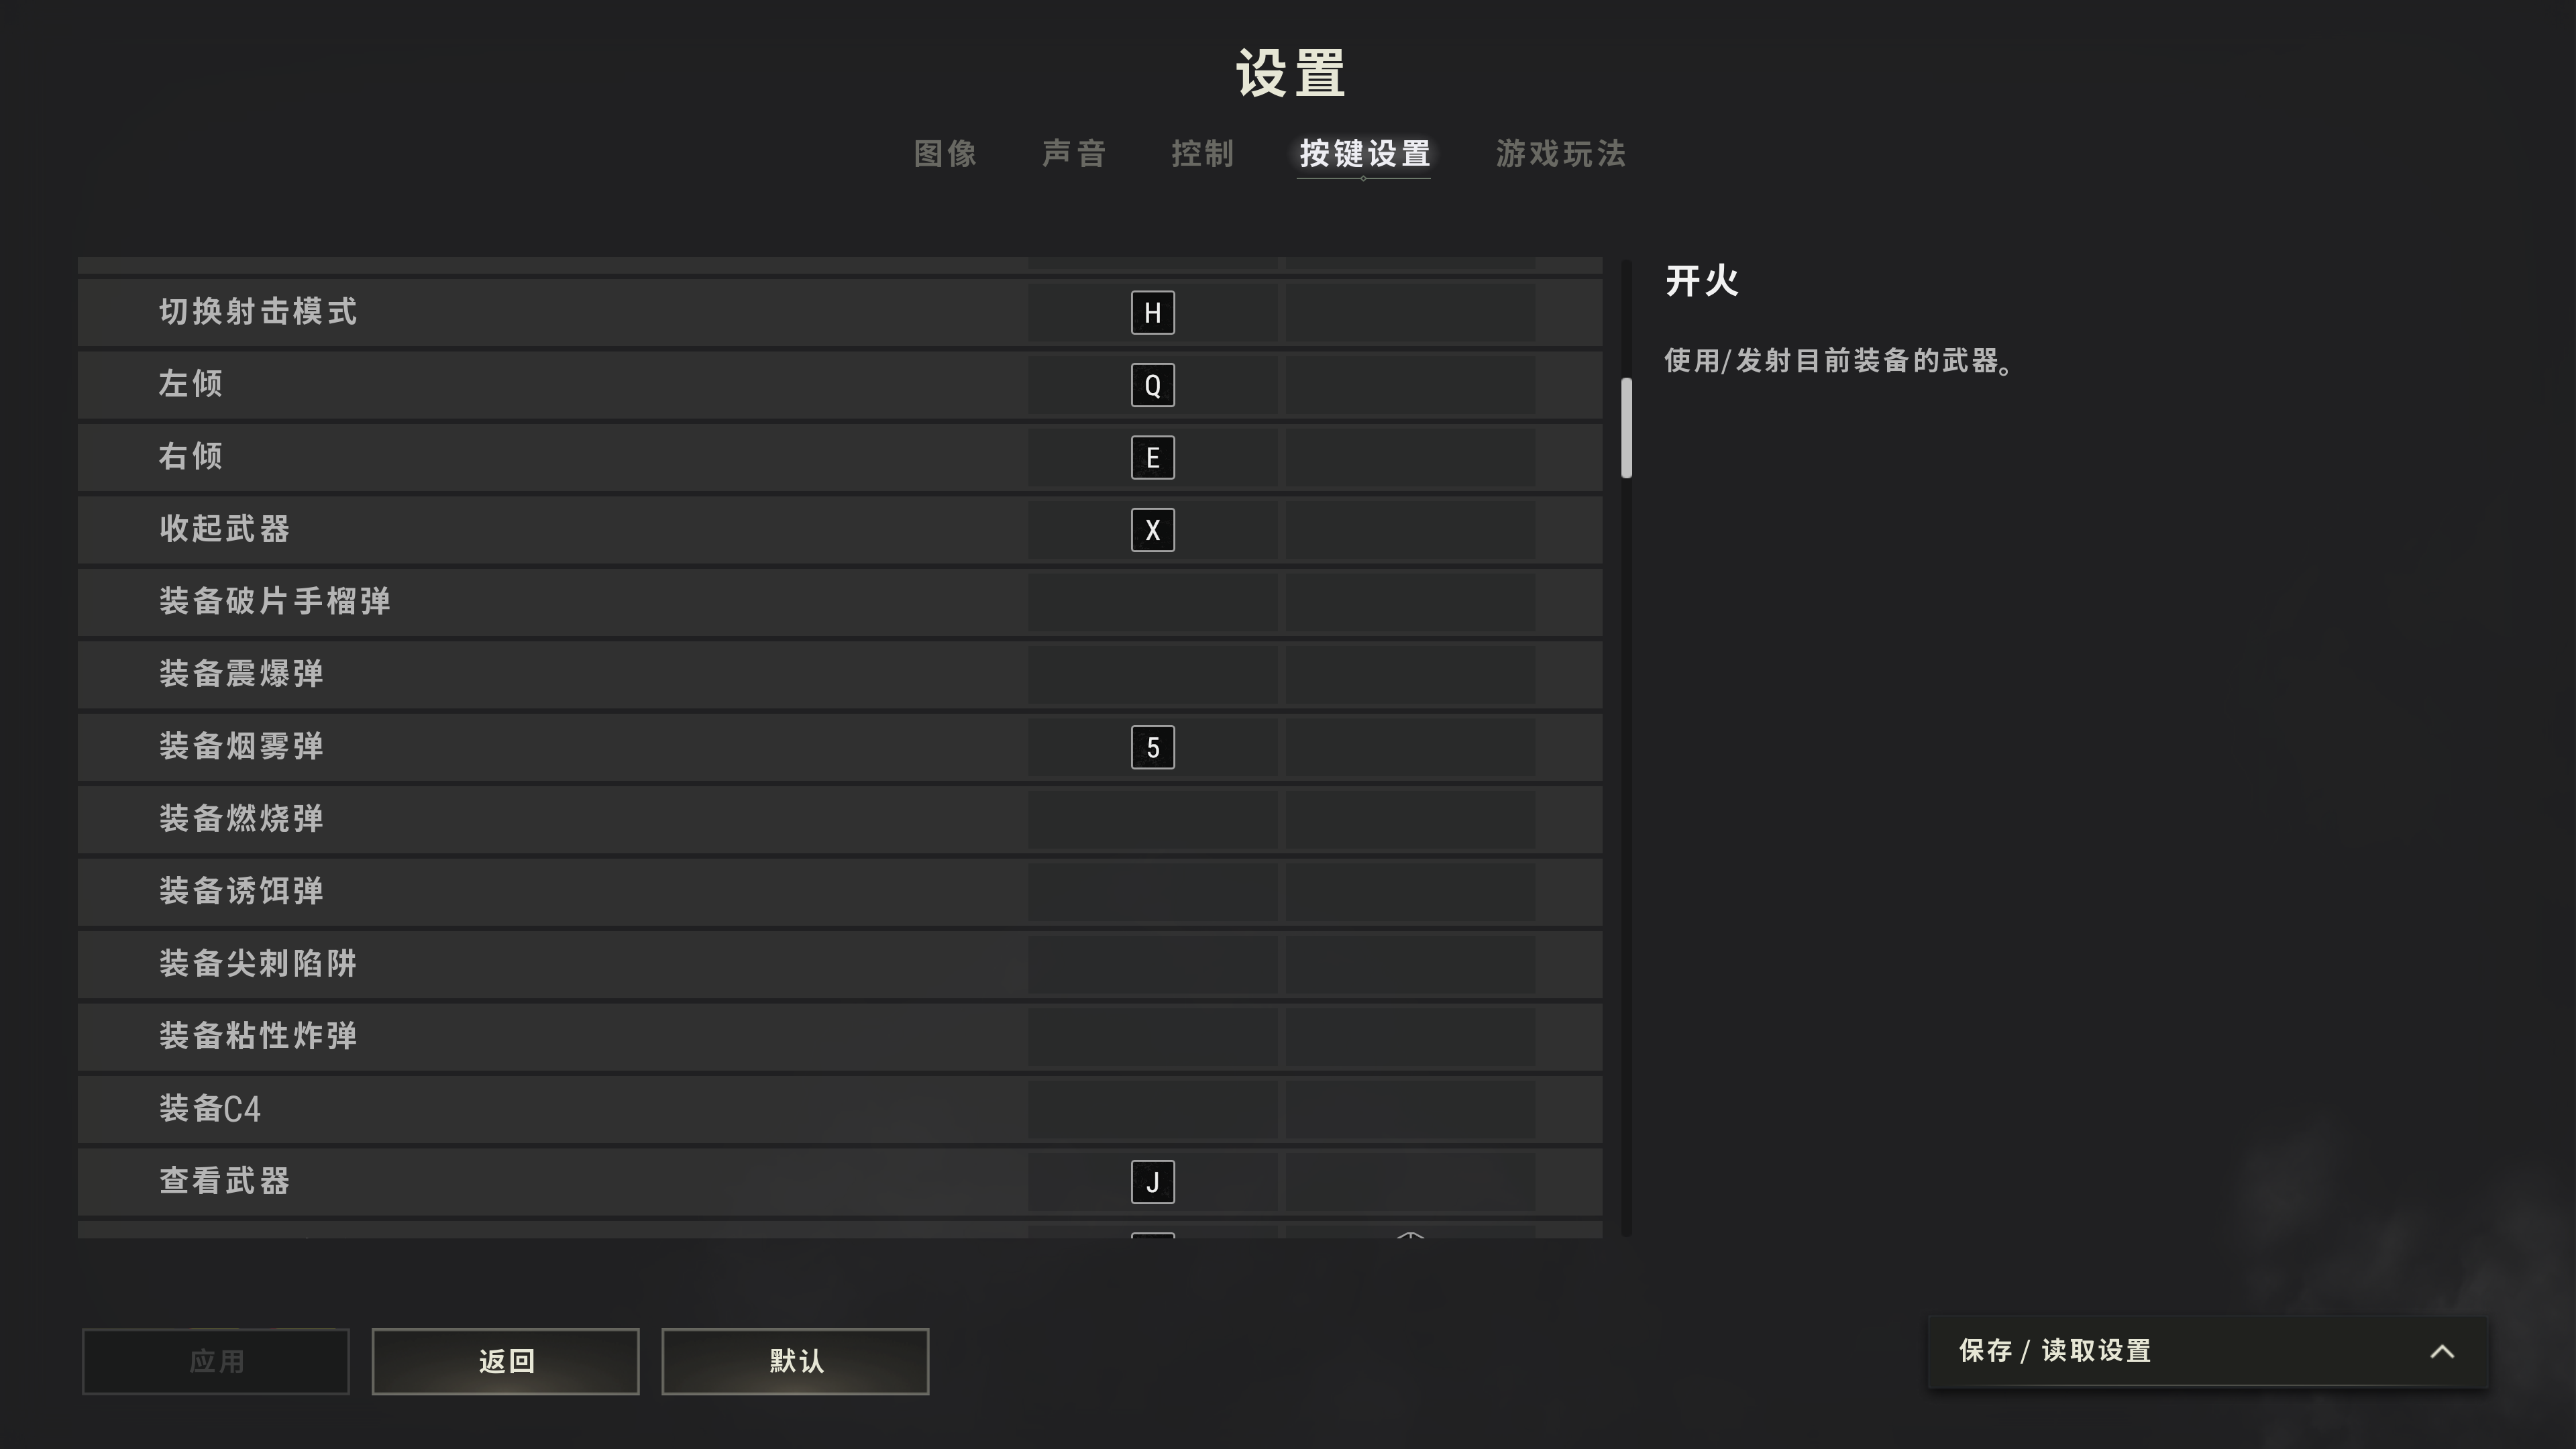 设置
图像 声音 控制 按键设置 游戏玩法
切换射击模式 H
左倾 Q
右倾 E
收起武器 X
装备破片手榴弹
装备震爆弹
装备烟雾弹 5
装备燃烧弹
装备诱饵弹
装备尖刺陷阱
装备粘性炸弹
装备C4
查看武器 J
开火
使用/发射目前装备的武器。
应用 返回 默认
保存 / 读取设置